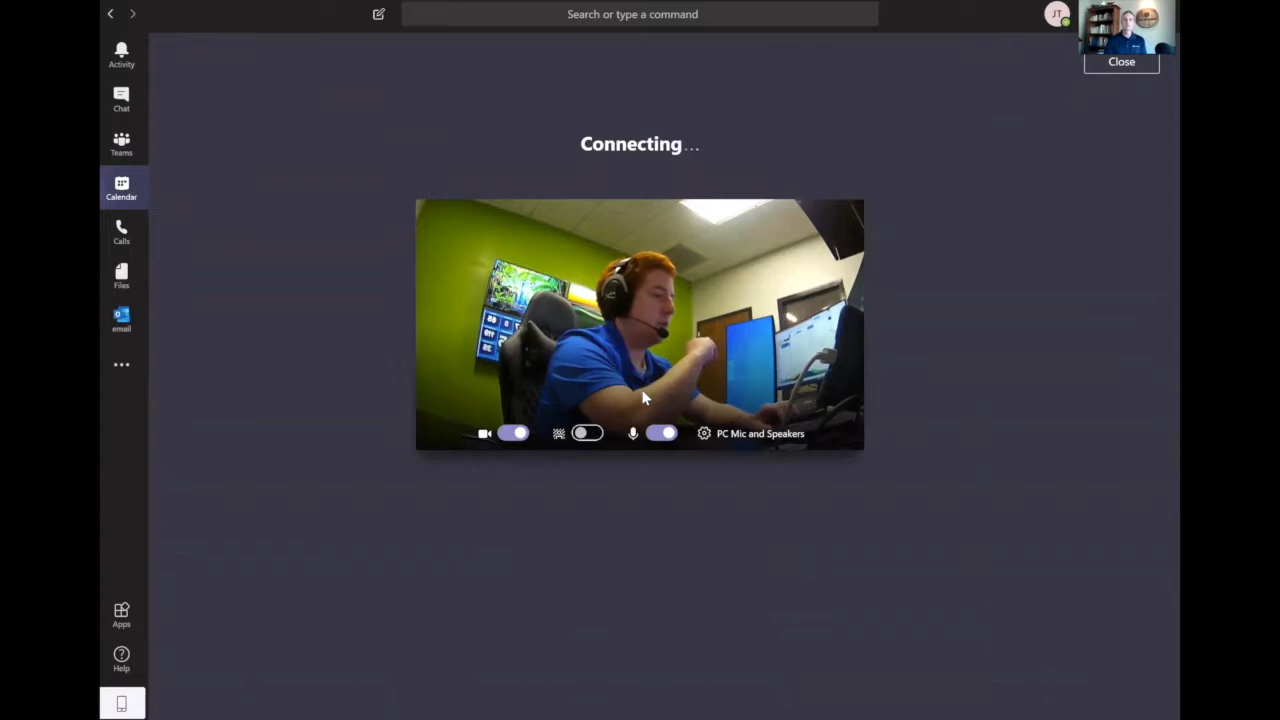 Search or type a command
JT
Close
Activity
Chat
Teams
Calendar
Calls
Files
email
Apps
Help
Connecting...
PC Mic and Speakers